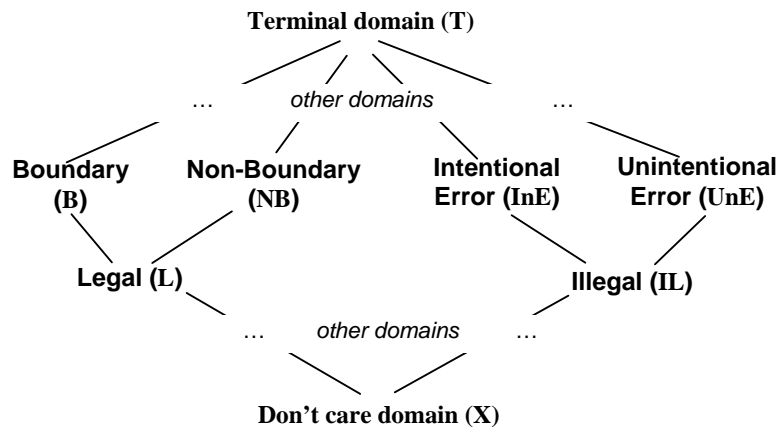 Terminal domain (T)
… other domains …
Boundary Non-Boundary Intentional Unintentional
(B) (NB) Error (InE) Error (UnE)
Legal (L) Illegal (IL)
… other domains …
Don't care domain (X)